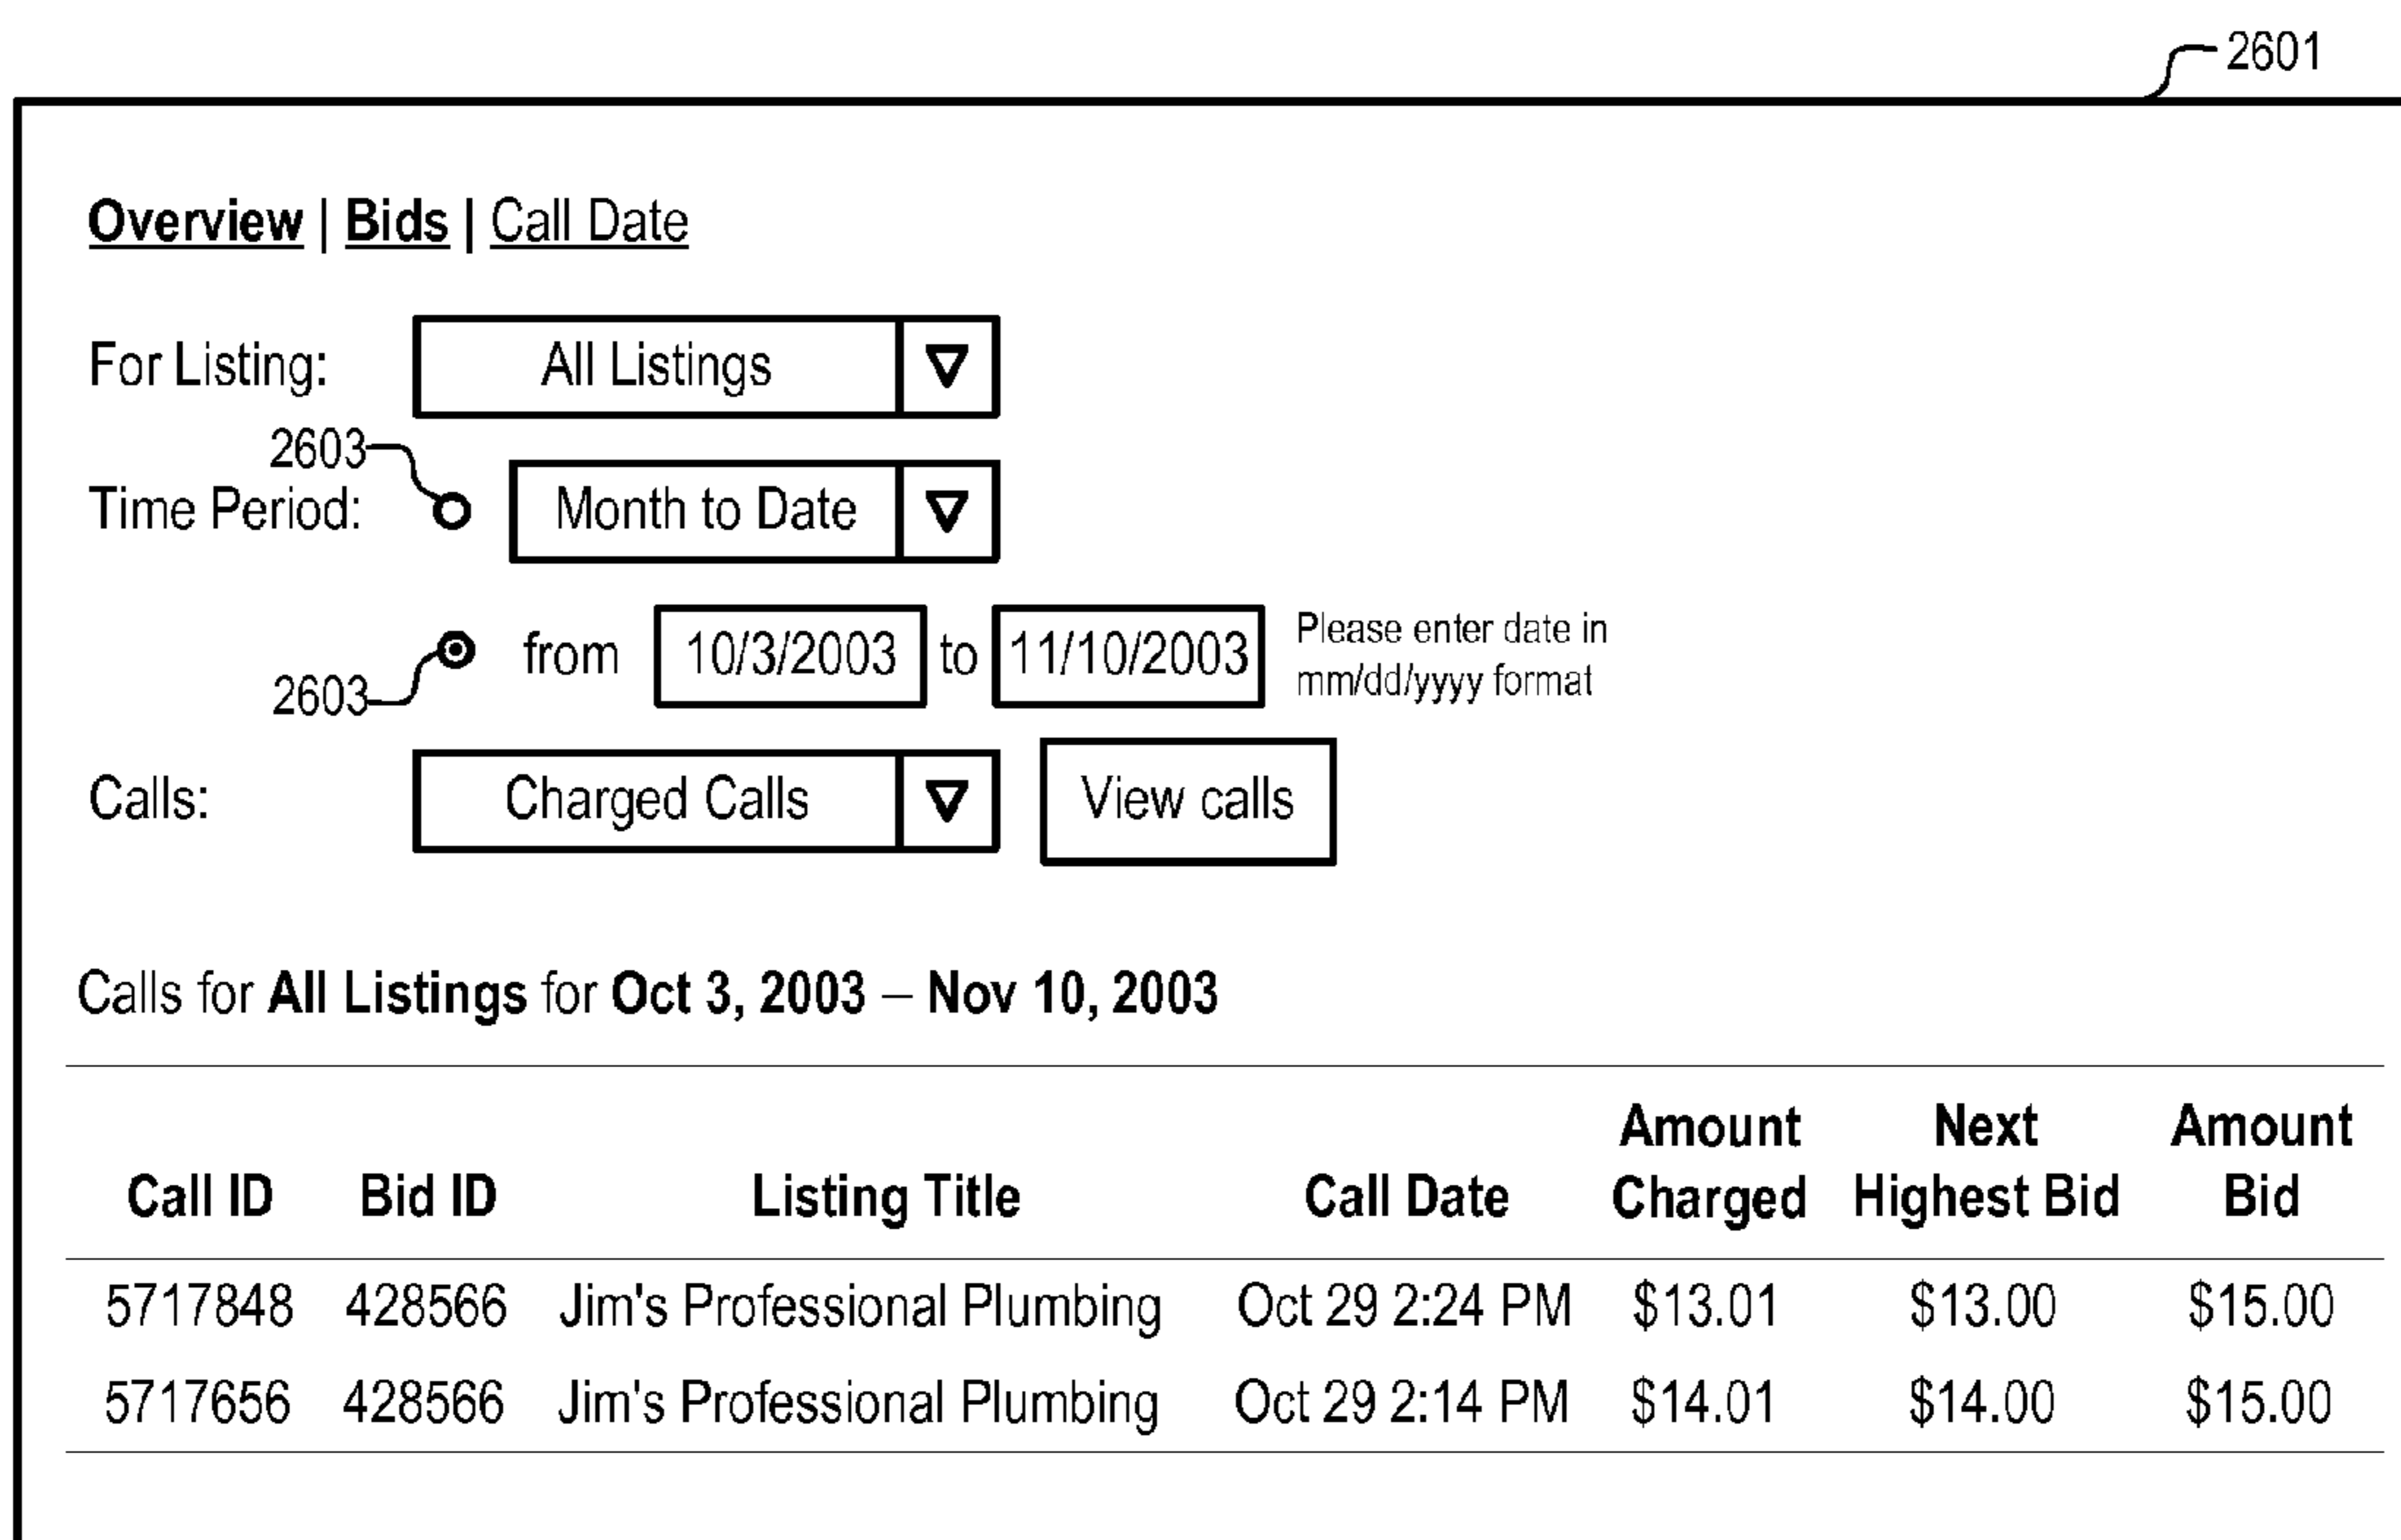 2601
Overview | Bids | Call Date
For Listing: All Listings
2603
Time Period: Month to Date
from 10/3/2003 to 11/10/2003 Please enter date in
mm/dd/yyyy format
2603
Calls: Charged Calls View calls
Calls for All Listings for Oct 3, 2003 – Nov 10, 2003
Amount Next Amount
Call ID Bid ID Listing Title Call Date Charged Highest Bid Bid
5717848 428566 Jim's Professional Plumbing Oct 29 2:24 PM $13.01 $13.00 $15.00
5717656 428566 Jim's Professional Plumbing Oct 29 2:14 PM $14.01 $14.00 $15.00